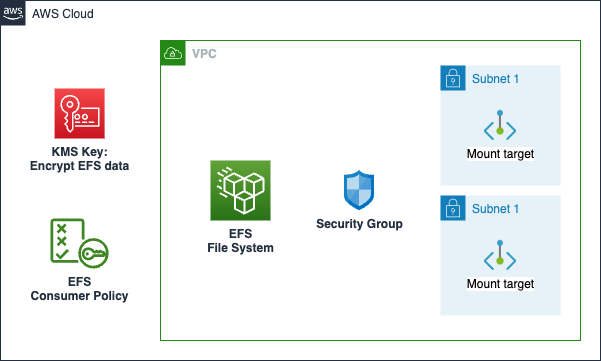 aws
AWS Cloud
VPC
KMS Key:
Encrypt EFS data
EFS
Consumer Policy
EFS
File System
Security Group
Subnet 1
Mount target
Subnet 1
Mount target